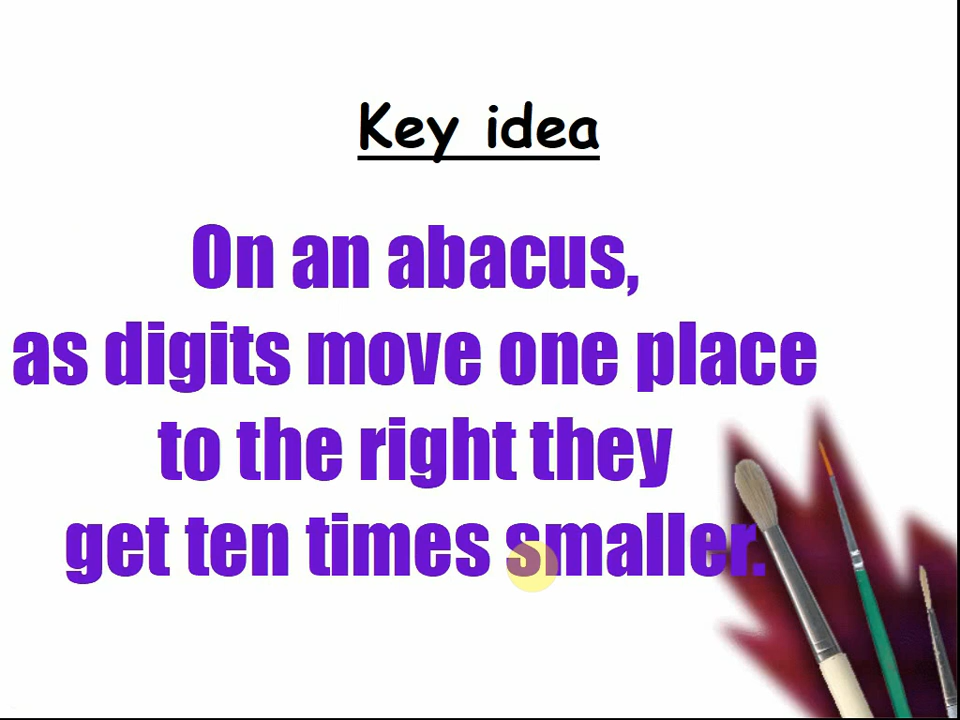 Key idea
On an abacus,
as digits move one place
to the right they
get ten times smaller.